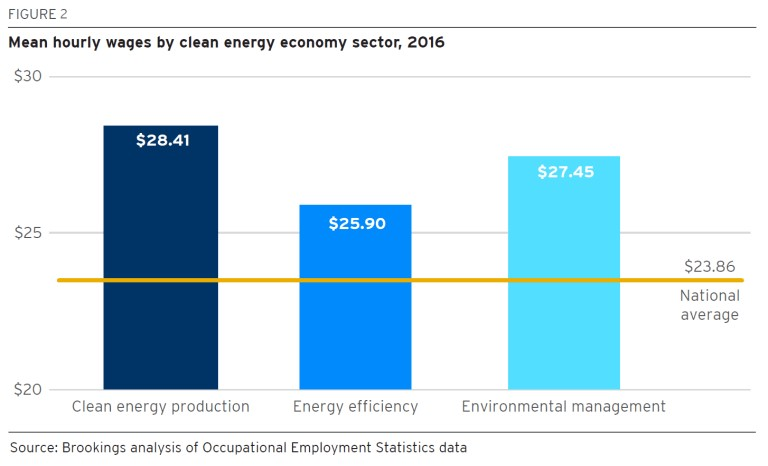 FIGURE 2
Mean hourly wages by clean energy economy sector, 2016
$30
$28.41
$27.45
$25.90
$25
$23.86
National
average
$20
Clean energy production
Energy efficiency
Environmental management
Source: Brookings analysis of Occupational Employment Statistics data